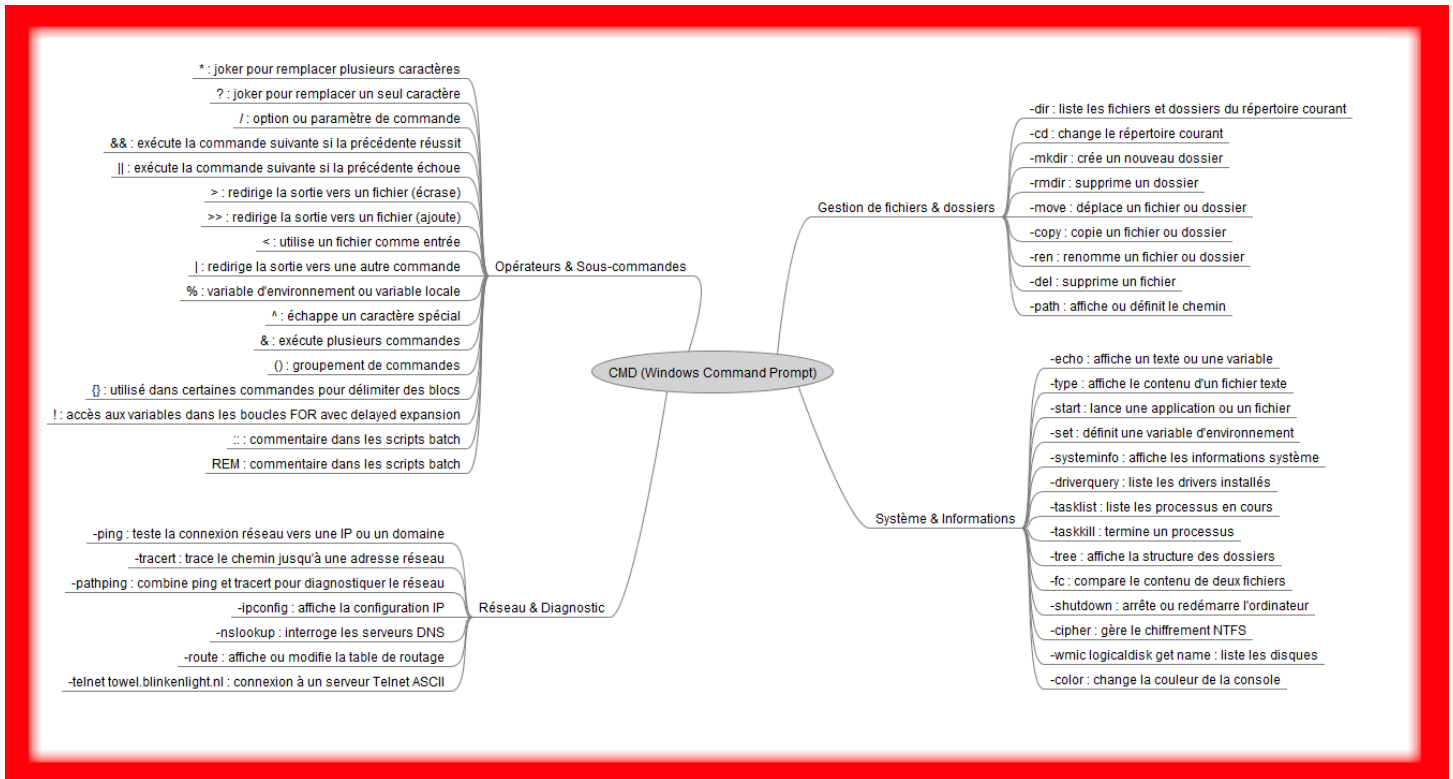 * : joker pour remplacer plusieurs caractères
? : joker pour remplacer un seul caractère
/ : option ou paramètre de commande
&& : exécute la commande suivante si la précédente réussit
|| : exécute la commande suivante si la précédente échoue
> : redirige la sortie vers un fichier (écrase)
>> : redirige la sortie vers un fichier (ajoute)
< : utilise un fichier comme entrée
| : redirige la sortie vers une autre commande
% : variable d'environnement ou variable locale
^ : échappe un caractère spécial
& : exécute plusieurs commandes
() : groupement de commandes
{} : utilisé dans certaines commandes pour délimiter des blocs
! : accès aux variables dans les boucles FOR avec delayed expansion
:: : commentaire dans les scripts batch
REM : commentaire dans les scripts batch
Opérateurs & Sous-commandes
-ping : teste la connexion réseau vers une IP ou un domaine
-tracert : trace le chemin jusqu'à une adresse réseau
-pathping : combine ping et tracert pour diagnostiquer le réseau
-ipconfig : affiche la configuration IP
-nslookup : interroge les serveurs DNS
-route : affiche ou modifie la table de routage
-telnet towel.blinkenlight.nl : connexion à un serveur Telnet ASCII
Réseau & Diagnostic
CMD (Windows Command Prompt)
Gestion de fichiers & dossiers
-dir : liste les fichiers et dossiers du répertoire courant
-cd : change le répertoire courant
-mkdir : crée un nouveau dossier
-rmdir : supprime un dossier
-move : déplace un fichier ou dossier
-copy : copie un fichier ou dossier
-ren : renomme un fichier ou dossier
-del : supprime un fichier
-path : affiche ou définit le chemin
Système & Informations
-echo : affiche un texte ou une variable
-type : affiche le contenu d'un fichier texte
-start : lance une application ou un fichier
-set : définit une variable d'environnement
-systeminfo : affiche les informations système
-driverquery : liste les drivers installés
-tasklist : liste les processus en cours
-taskkill : termine un processus
-tree : affiche la structure des dossiers
-fc : compare le contenu de deux fichiers
-shutdown : arrête ou redémarre l'ordinateur
-cipher : gère le chiffrement NTFS
-wmic logicaldisk get name : liste les disques
-color : change la couleur de la console